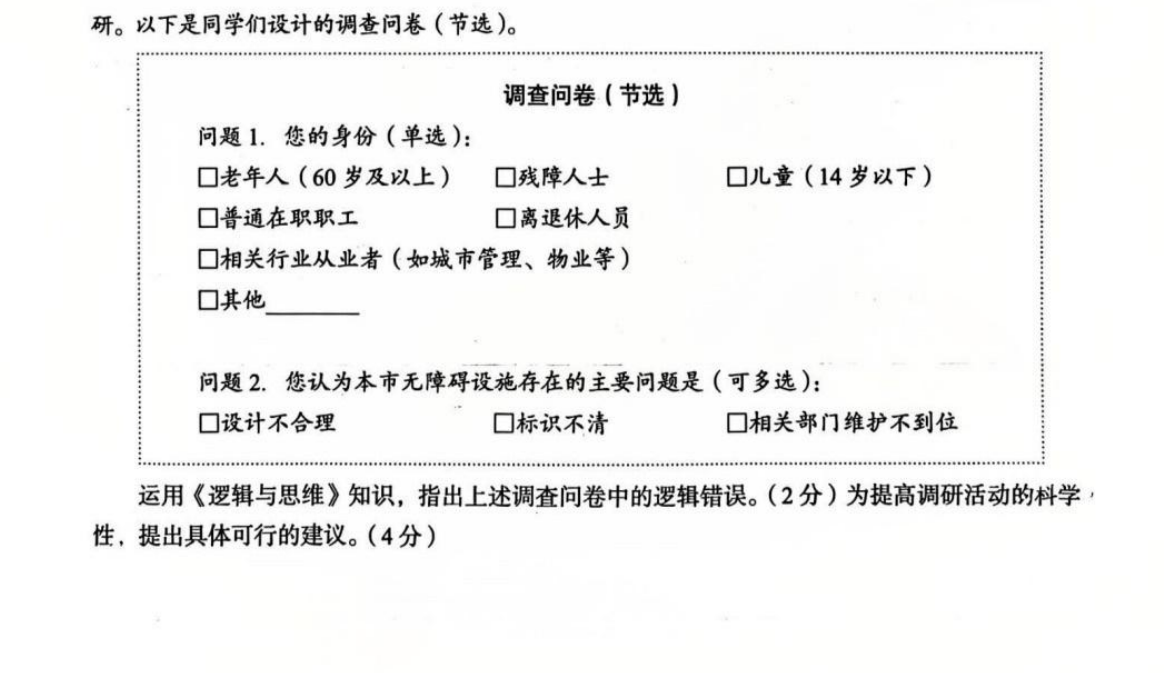 研。以下是同学们设计的调查问卷（节选）。
调查问卷（节选）
问题 1. 您的身份（单选）：
□老年人（60 岁及以上） □残障人士 □儿童（14 岁以下）
□普通在职职工 □离退休人员
□相关行业从业者（如城市管理、物业等）
□其他______
问题 2. 您认为本市无障碍设施存在的主要问题是（可多选）：
□设计不合理 □标识不清 □相关部门维护不到位
运用《逻辑与思维》知识，指出上述调查问卷中的逻辑错误。（2 分）为提高调研活动的科学
性，提出具体可行的建议。（4 分）